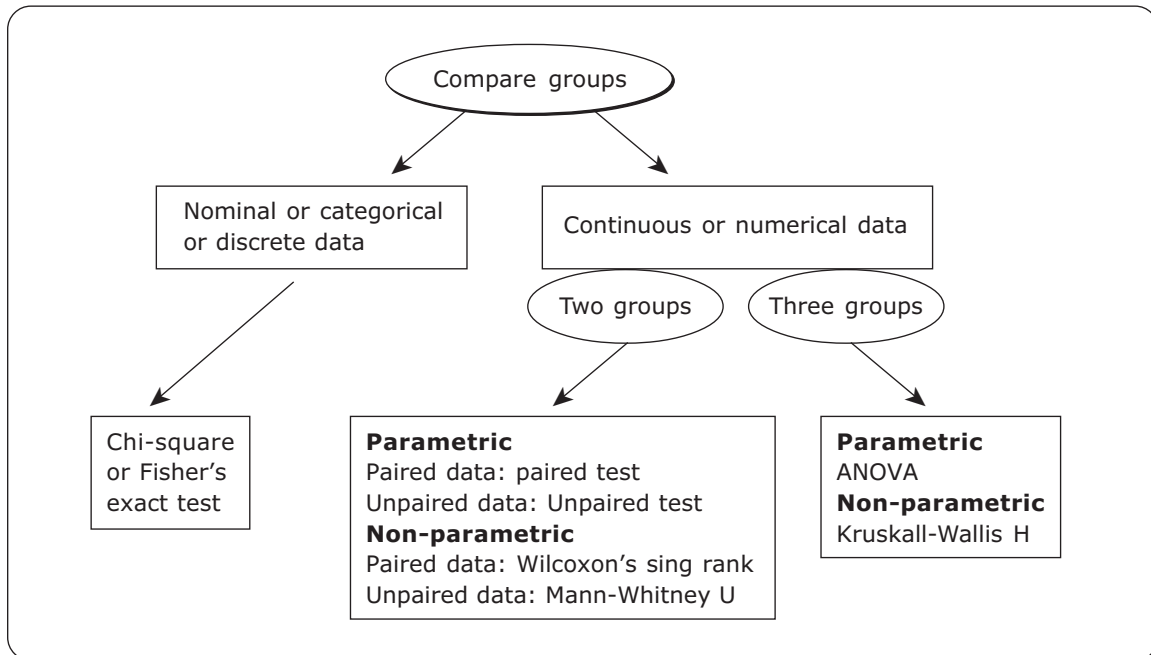 Compare groups
Nominal or categorical
or discrete data
Continuous or numerical data
Two groups
Three groups
Chi-square
or Fisher's
exact test
Parametric
Paired data: paired test
Unpaired data: Unpaired test
Non-parametric
Paired data: Wilcoxon's sing rank
Unpaired data: Mann-Whitney U
Parametric
ANOVA
Non-parametric
Kruskall-Wallis H